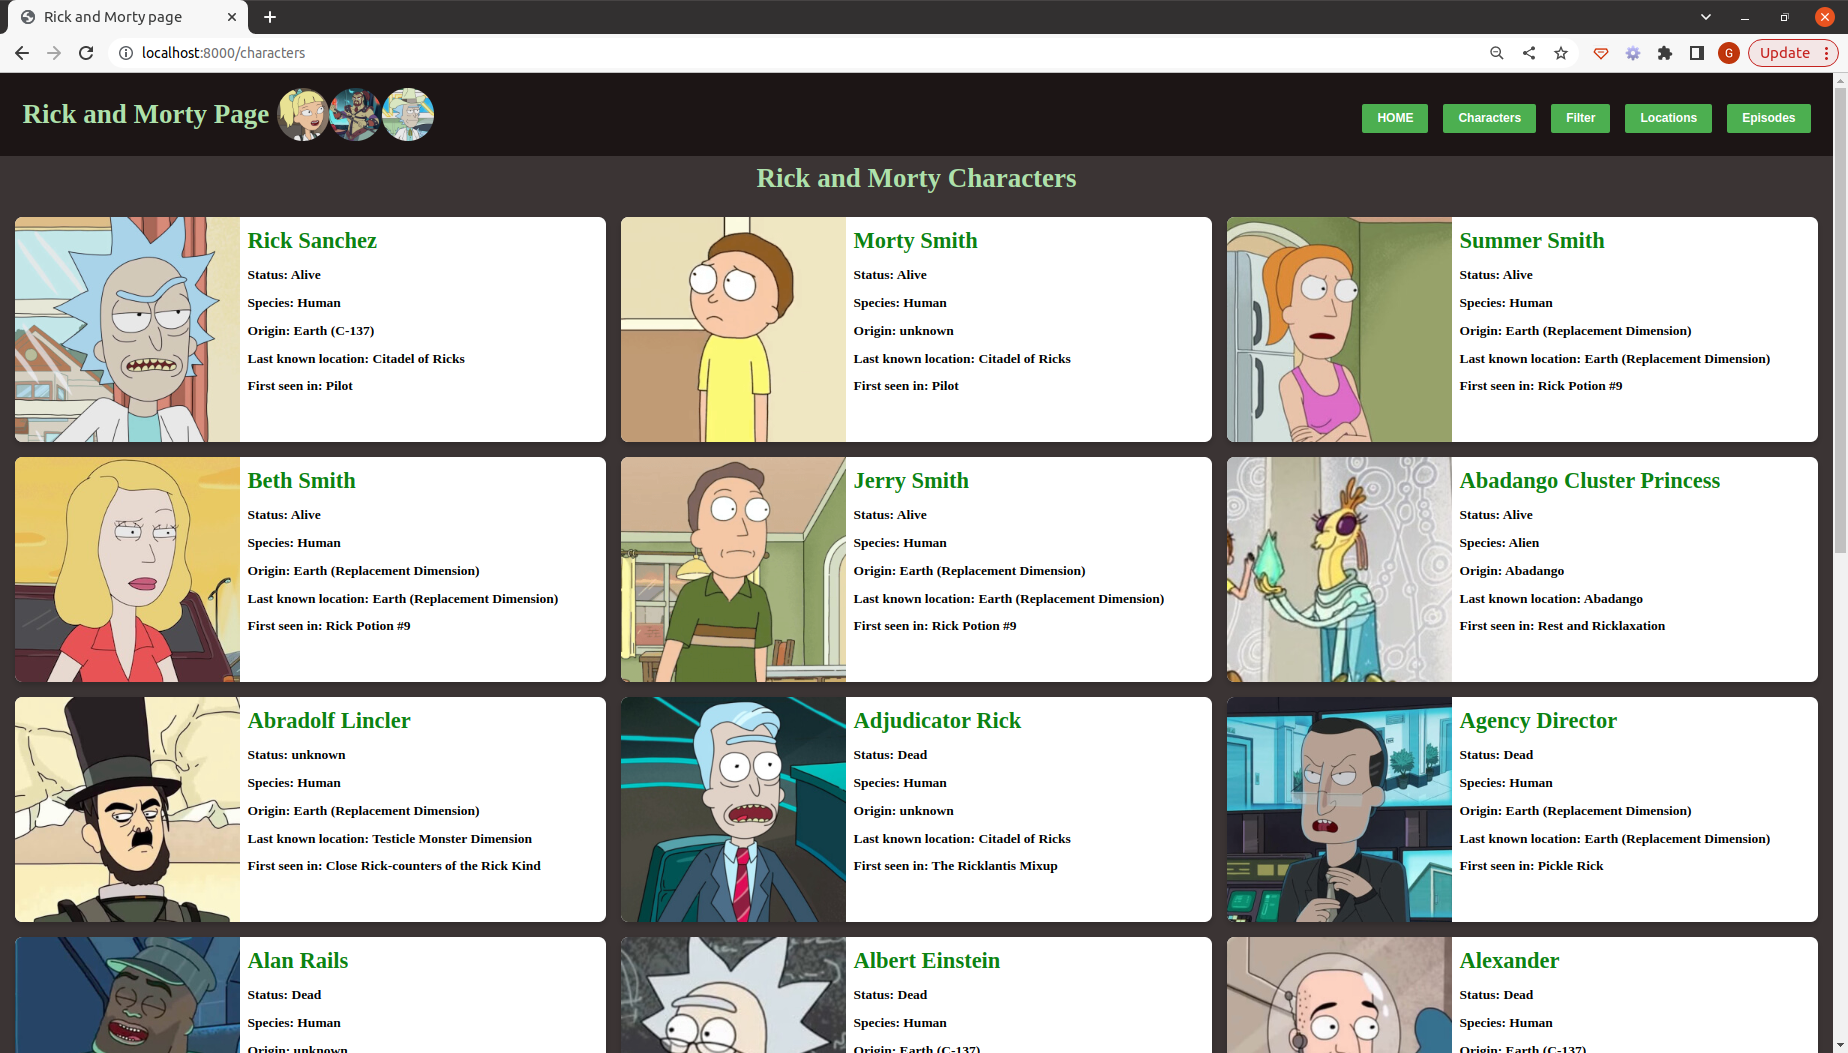 Rick and Morty page
localhost:8000/characters
G
Update
Rick and Morty Page
HOME
Characters
Filter
Locations
Episodes
Rick and Morty Characters
Rick Sanchez
Status: Alive
Species: Human
Origin: Earth (C-137)
Last known location: Citadel of Ricks
First seen in: Pilot
Morty Smith
Status: Alive
Species: Human
Origin: unknown
Last known location: Citadel of Ricks
First seen in: Pilot
Summer Smith
Status: Alive
Species: Human
Origin: Earth (Replacement Dimension)
Last known location: Earth (Replacement Dimension)
First seen in: Rick Potion #9
Beth Smith
Status: Alive
Species: Human
Origin: Earth (Replacement Dimension)
Last known location: Earth (Replacement Dimension)
First seen in: Rick Potion #9
Jerry Smith
Status: Alive
Species: Human
Origin: Earth (Replacement Dimension)
Last known location: Earth (Replacement Dimension)
First seen in: Rick Potion #9
Abadango Cluster Princess
Status: Alive
Species: Alien
Origin: Abadango
Last known location: Abadango
First seen in: Rest and Ricklaxation
Abradolf Lincler
Status: unknown
Species: Human
Origin: Earth (Replacement Dimension)
Last known location: Testicle Monster Dimension
First seen in: Close Rick-counters of the Rick Kind
Adjudicator Rick
Status: Dead
Species: Human
Origin: unknown
Last known location: Citadel of Ricks
First seen in: The Ricklantis Mixup
Agency Director
Status: Dead
Species: Human
Origin: Earth (Replacement Dimension)
Last known location: Earth (Replacement Dimension)
First seen in: Pickle Rick
Alan Rails
Status: Dead
Species: Human
Origin: unknown
Albert Einstein
Status: Dead
Species: Human
Origin: Earth (C-137)
Alexander
Status: Dead
Species: Human
Origin: Earth (C-137)